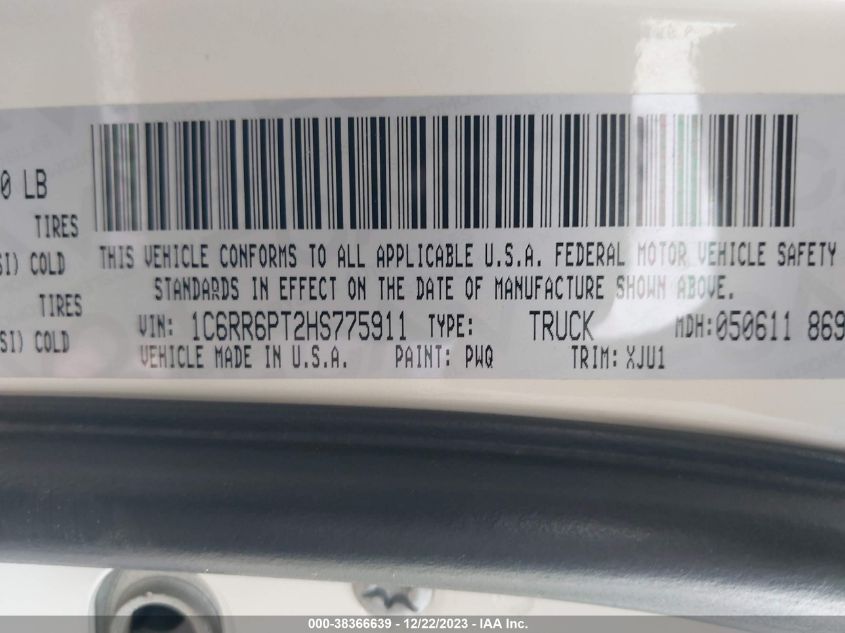 0 LB
TIRES
SI) COLD
TIRES
SI) COLD
THIS VEHICLE CONFORMS TO ALL APPLICABLE U.S.A. FEDERAL MOTOR VEHICLE SAFETY
STANDARDS IN EFFECT ON THE DATE OF MANUFACTURE SHOWN ABOVE.
VIN: 1C6RR6PT2HS775911 TYPE: TRUCK MDH:050611 869
VEHICLE MADE IN U.S.A. PAINT: PWQ TRIM: XJU1
000-38366639 - 12/22/2023 - COPART, INC.